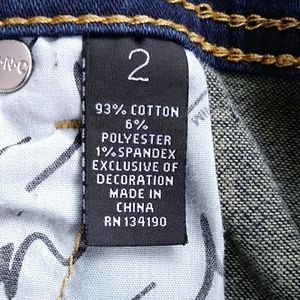 2
93% COTTON
6%
POLYESTER
1% SPANDEX
EXCLUSIVE OF
DECORATION
MADE IN
CHINA
RN 134190